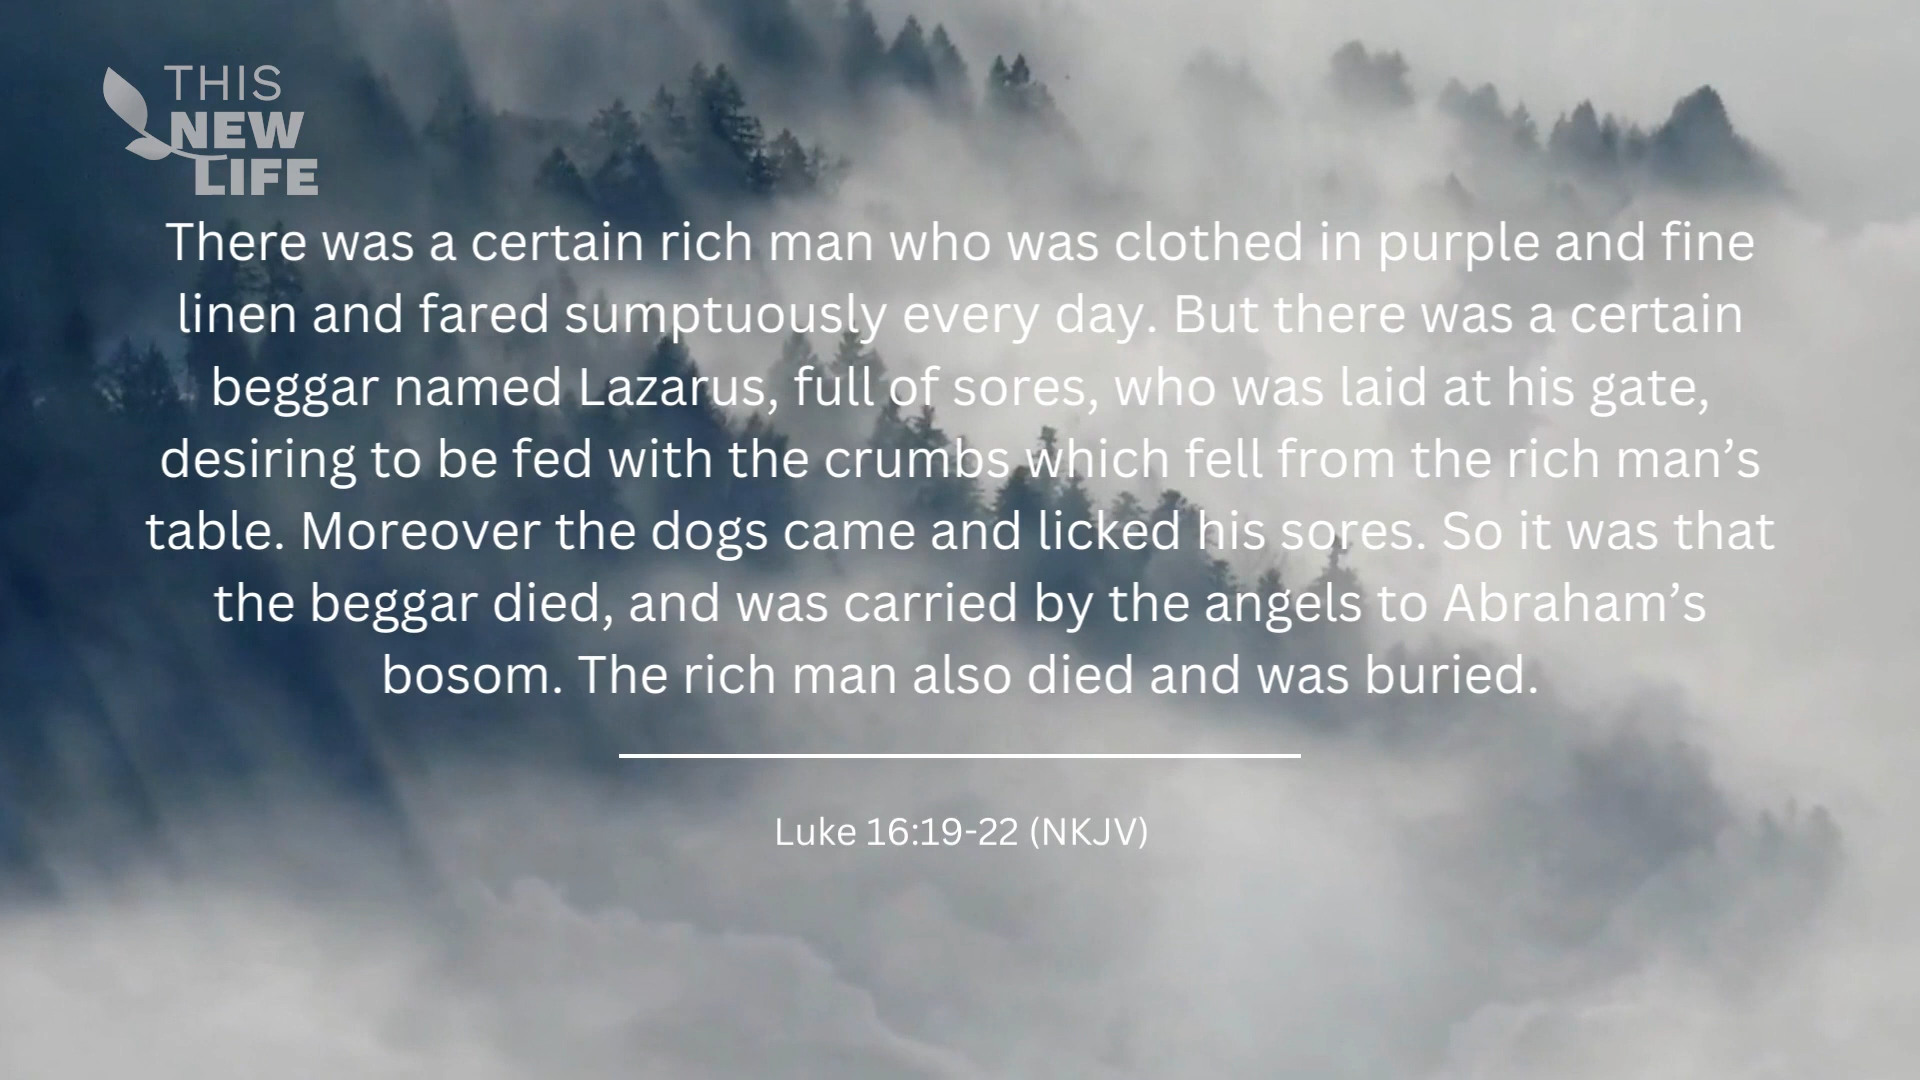 THIS
NEW
LIFE
There was a certain rich man who was clothed in purple and fine
linen and fared sumptuously every day. But there was a certain
beggar named Lazarus, full of sores, who was laid at his gate,
desiring to be fed with the crumbs which fell from the rich man’s
table. Moreover the dogs came and licked his sores. So it was that
the beggar died, and was carried by the angels to Abraham’s
bosom. The rich man also died and was buried.
Luke 16:19-22 (NKJV)